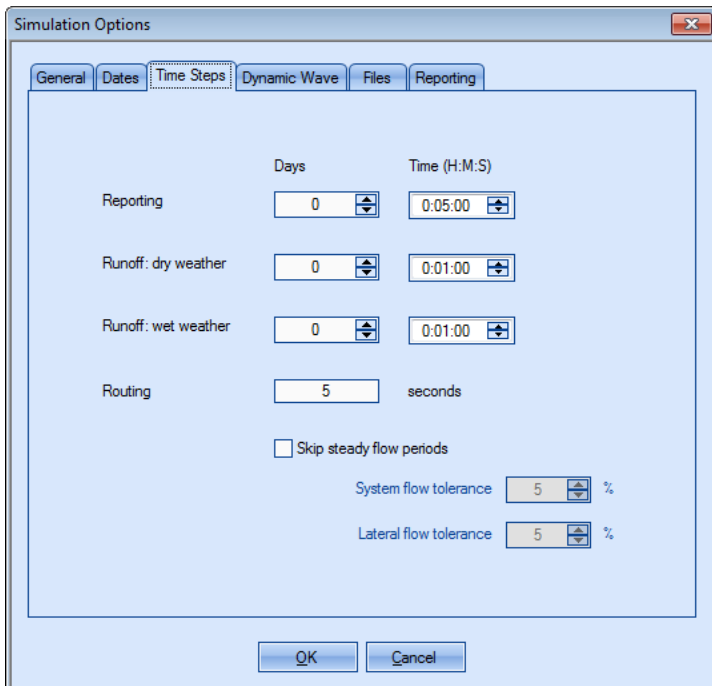 Simulation Options
General Dates Time Steps Dynamic Wave Files Reporting
Days Time (H:M:S)
Reporting 0 0:05:00
Runoff: dry weather 0 0:01:00
Runoff: wet weather 0 0:01:00
Routing 5 seconds
Skip steady flow periods
System flow tolerance 5 %
Lateral flow tolerance 5 %
OK Cancel